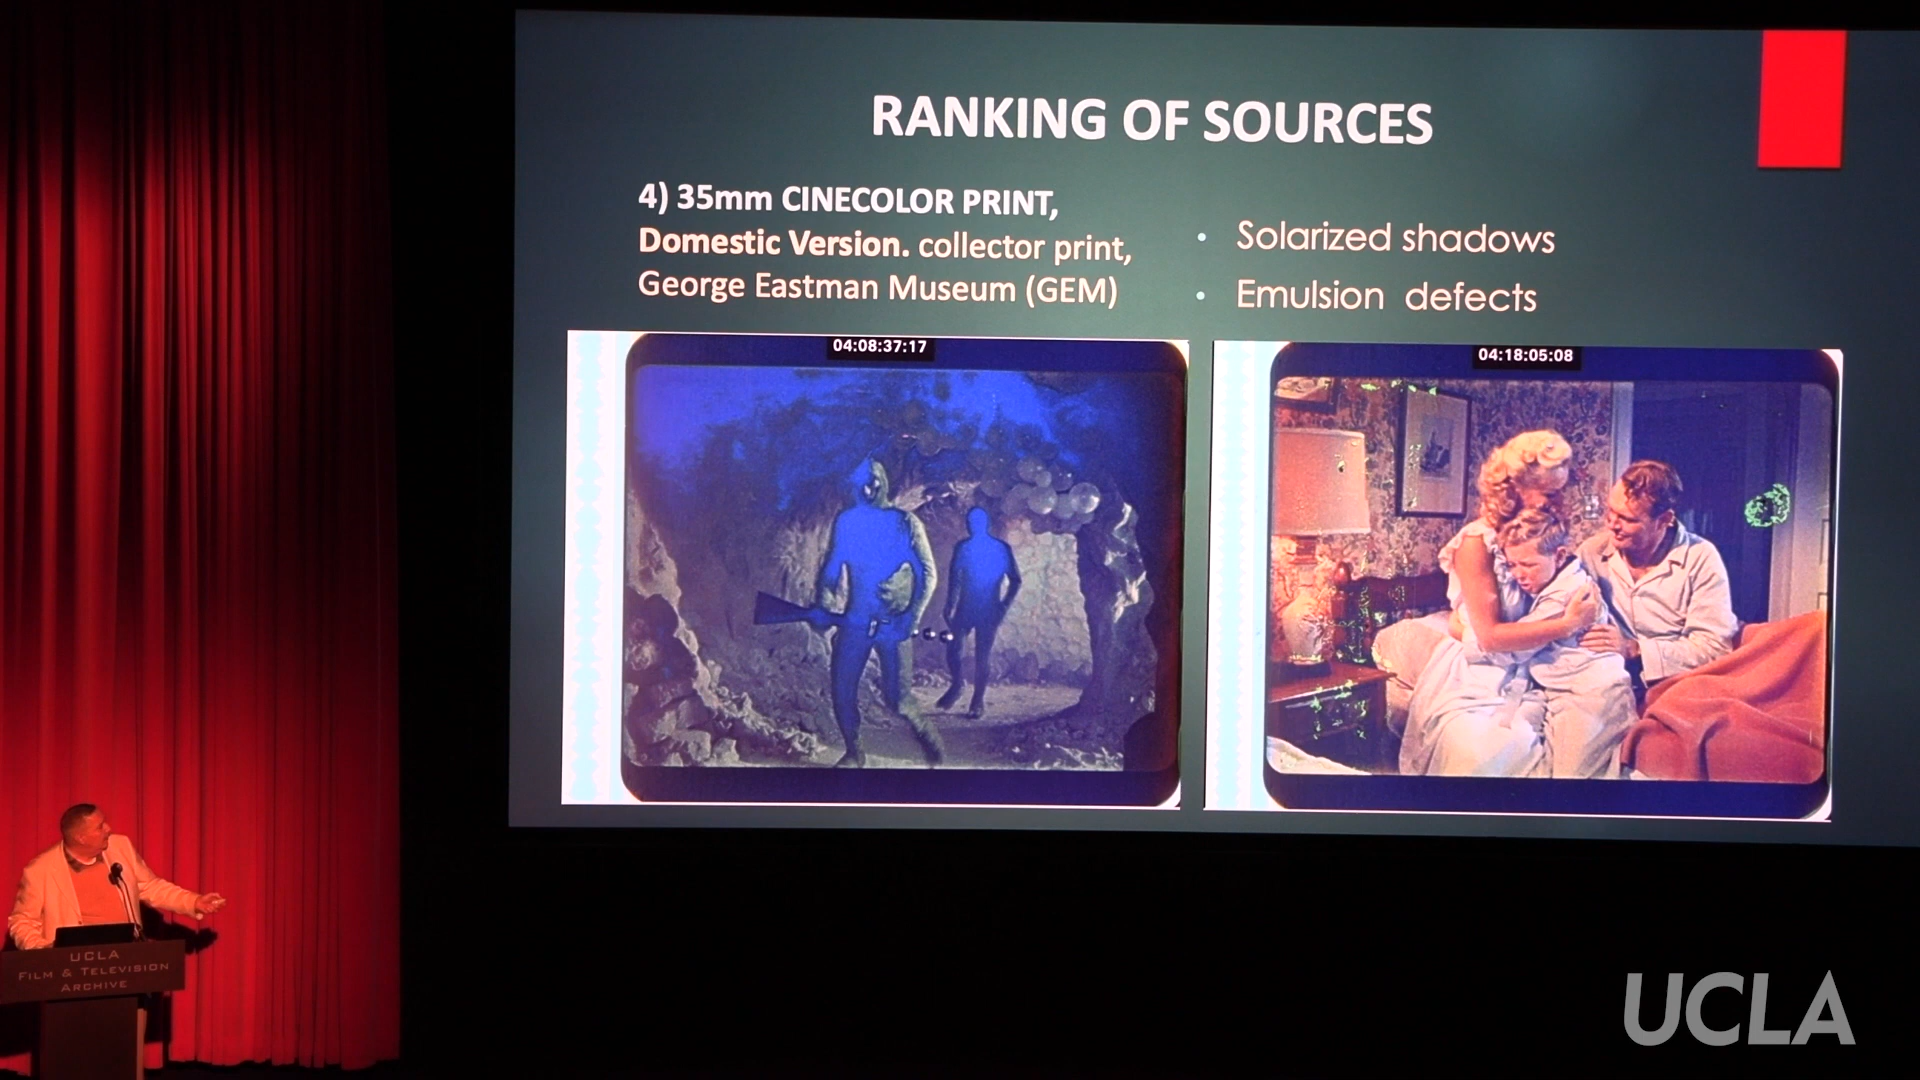 RANKING OF SOURCES
4) 35mm CINECOLOR PRINT,
Domestic Version. collector print,
George Eastman Museum (GEM)
• Solarized shadows
• Emulsion defects
04:08:37:17
04:18:05:08
UCLA
FILM & TELEVISION
ARCHIVE
UCLA